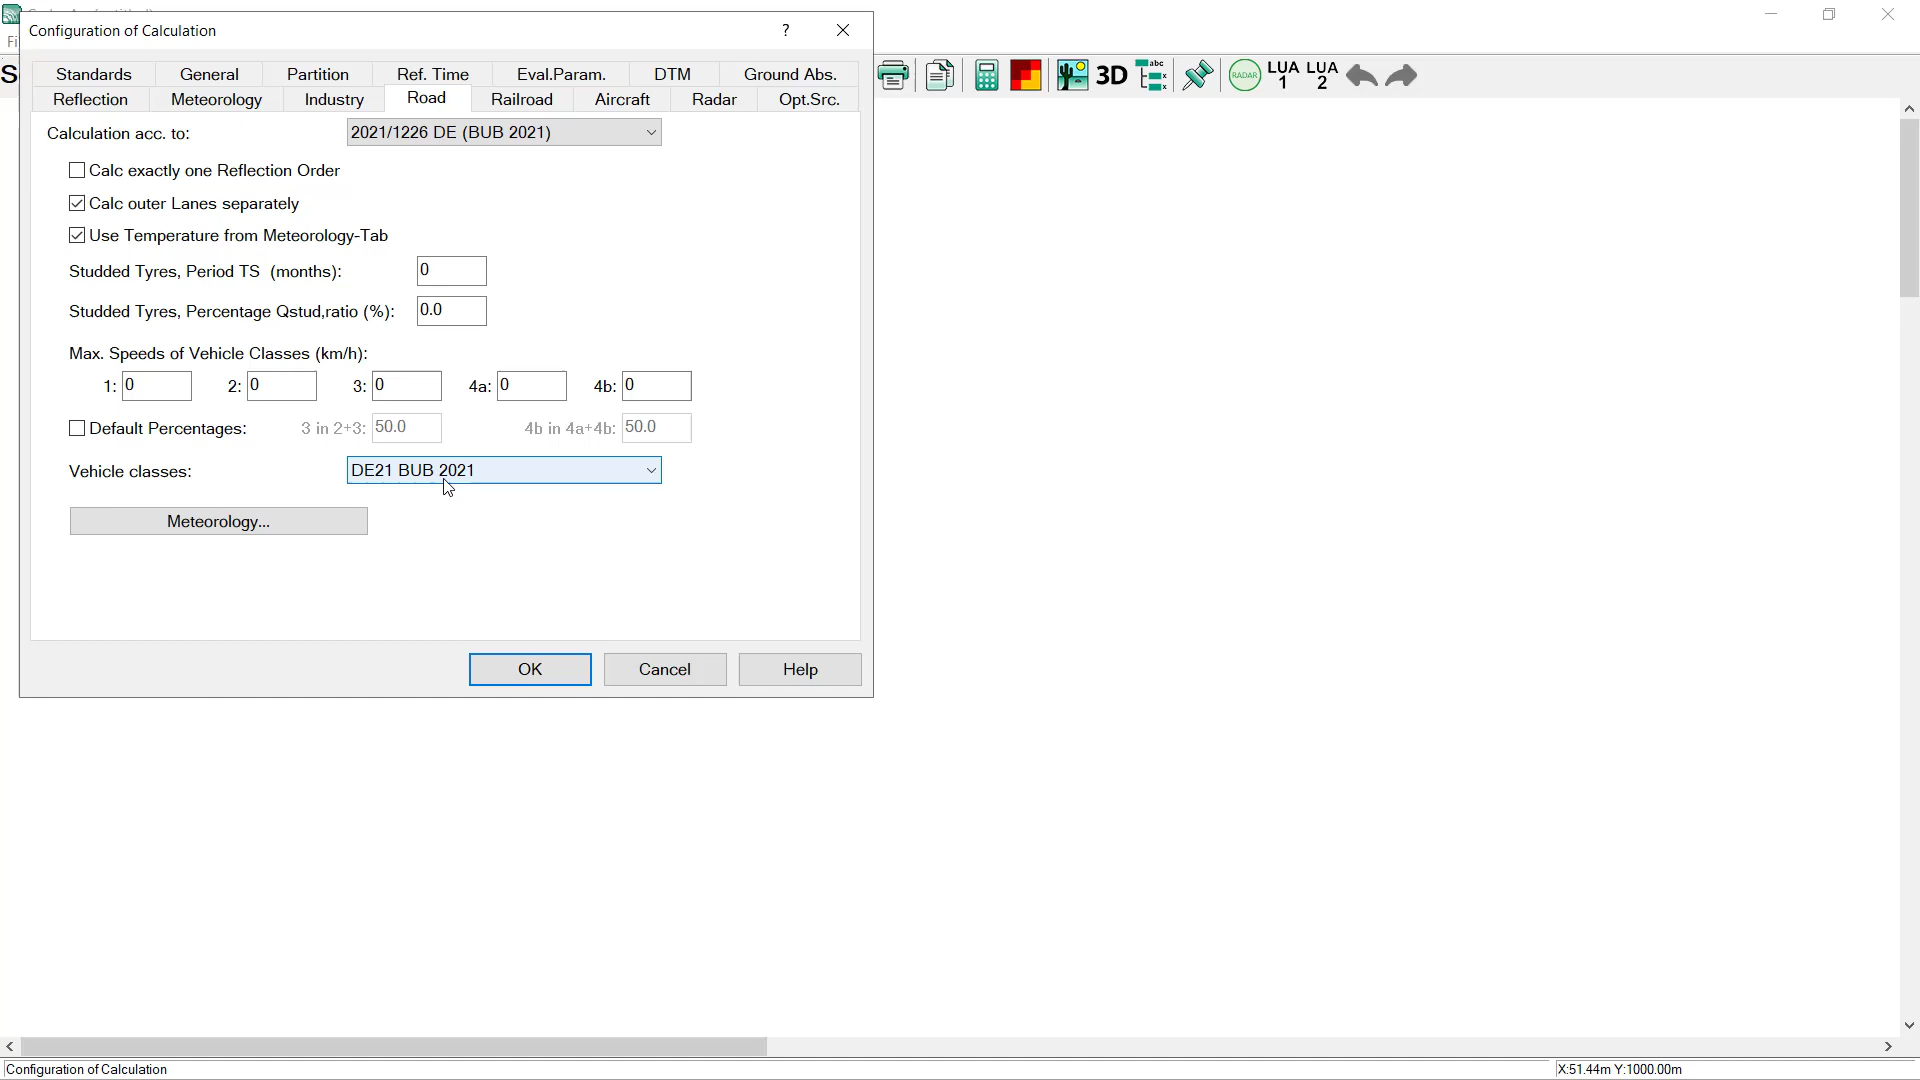 Configuration of Calculation ?
Fi
S
Standards General Partition Ref. Time Eval.Param. DTM Ground Abs.
Reflection Meteorology Industry Road Railroad Aircraft Radar Opt.Src.
3D abc RADAR LUA 1 LUA 2
Calculation acc. to: 2021/1226 DE (BUB 2021)
Calc exactly one Reflection Order
Calc outer Lanes separately
Use Temperature from Meteorology-Tab
Studded Tyres, Period TS (months): 0
Studded Tyres, Percentage Qstud,ratio (%): 0.0
Max. Speeds of Vehicle Classes (km/h):
1: 0 2: 0 3: 0 4a: 0 4b: 0
Default Percentages: 3 in 2+3: 50.0 4b in 4a+4b: 50.0
Vehicle classes: DE21 BUB 2021
Meteorology...
OK Cancel Help
Configuration of Calculation X:51.44m Y:1000.00m